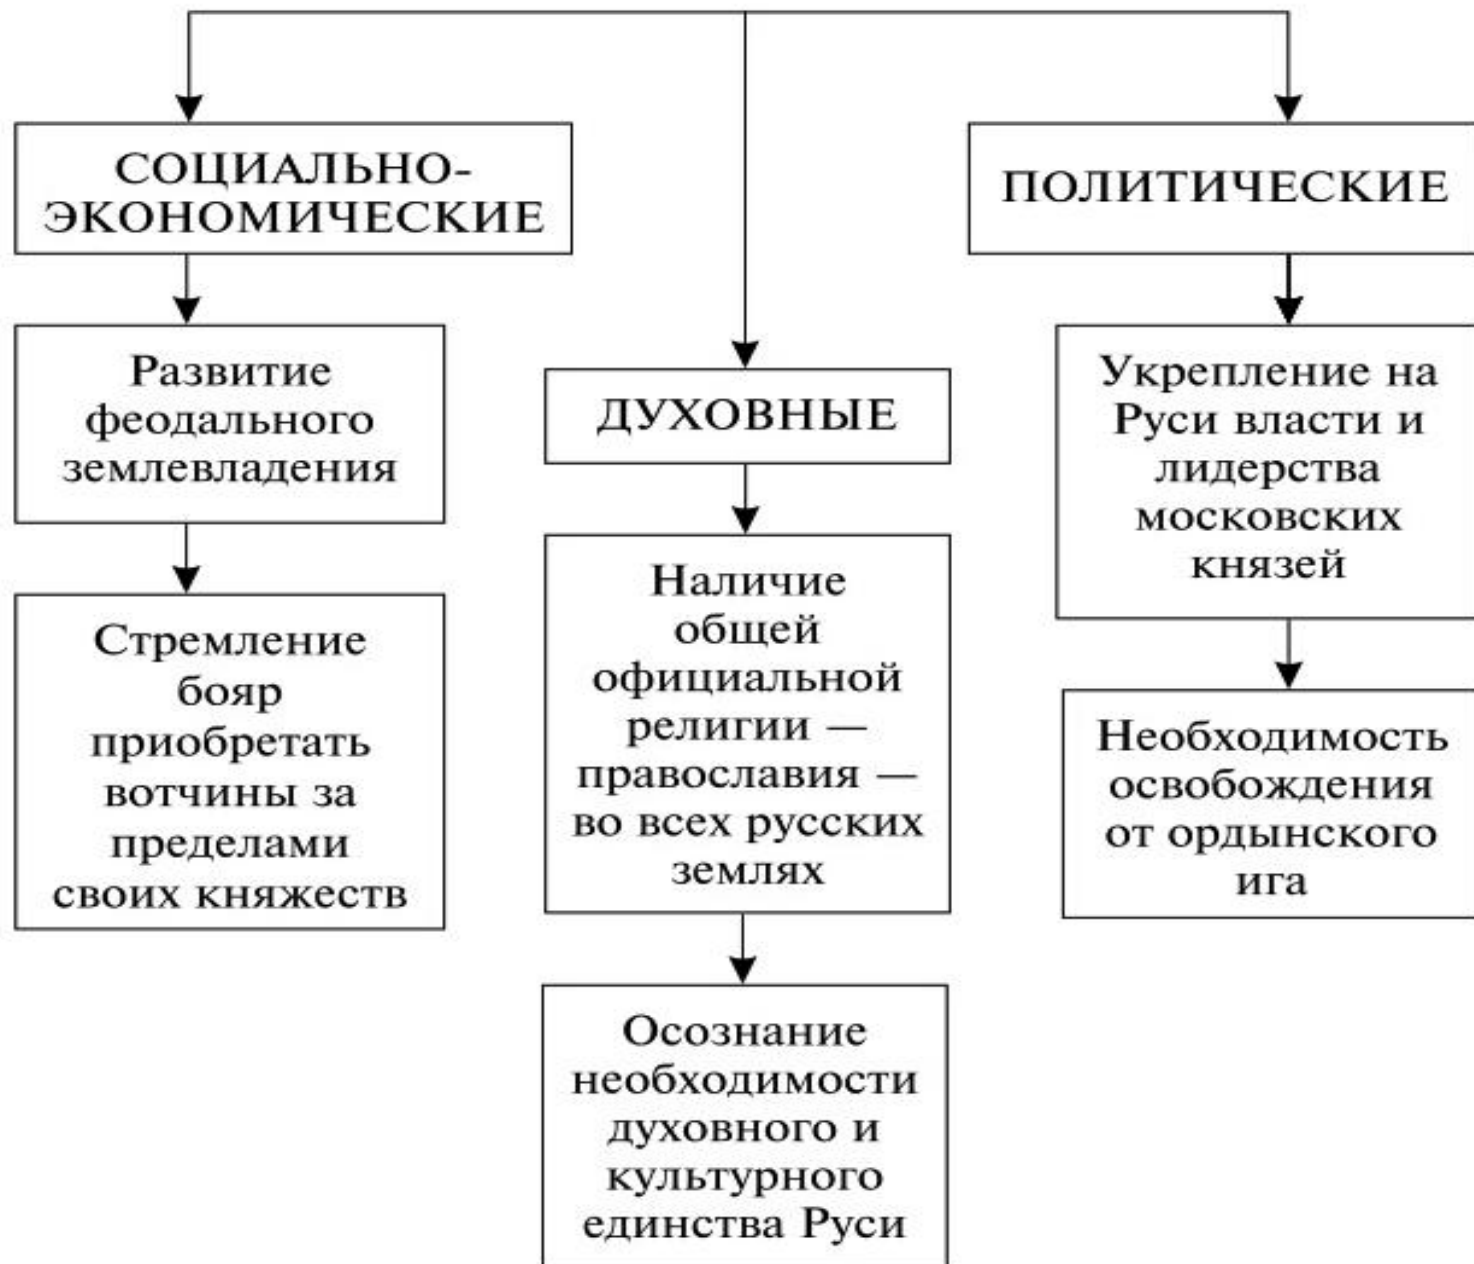 СОЦИАЛЬНО-
ЭКОНОМИЧЕСКИЕ
Развитие
феодального
землевладения
Стремление
бояр
приобретать
вотчины за
пределами
своих княжеств
ДУХОВНЫЕ
Наличие
общей
официальной
религии —
православия —
во всех русских
землях
Осознание
необходимости
духовного и
культурного
единства Руси
ПОЛИТИЧЕСКИЕ
Укрепление на
Руси власти и
лидерства
московских
князей
Необходимость
освобождения
от ордынского
ига